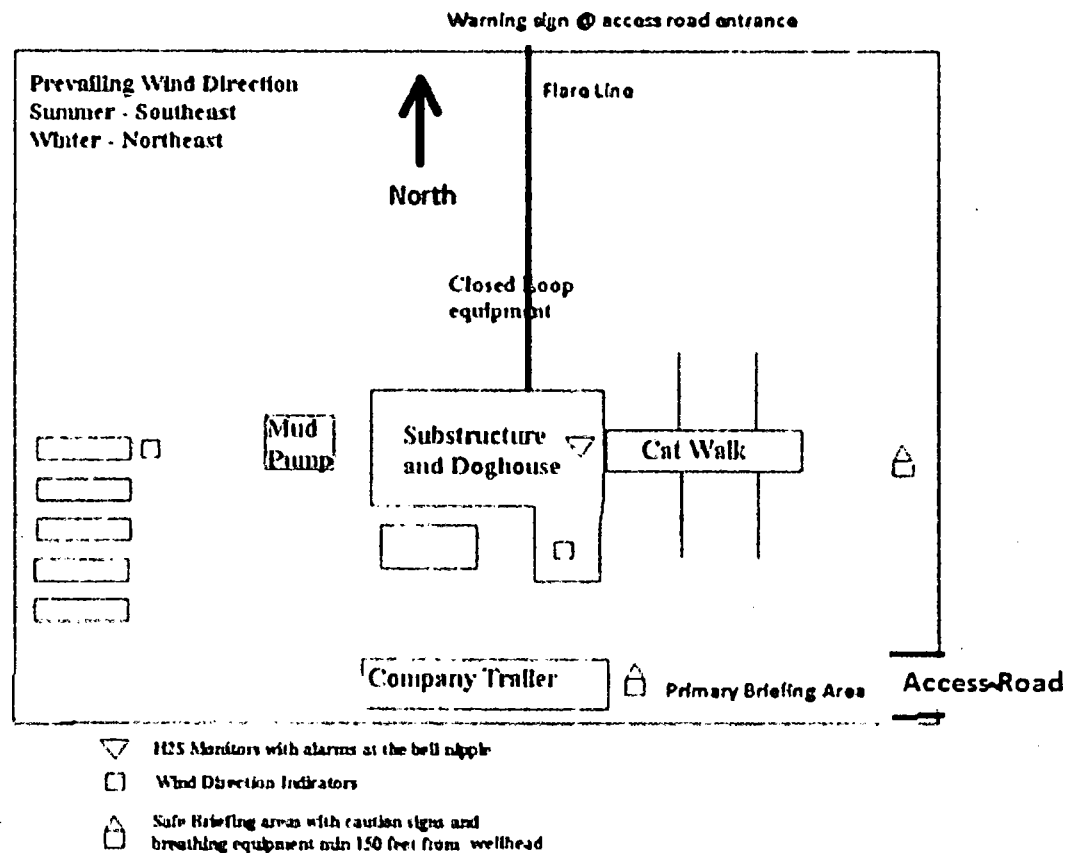 Warning sign @ access road entrance
Prevailing Wind Direction
Summer - Southeast
Winter - Northeast
North
Flare Line
Closed Loop
equipment
Mud
Pump
Substructure
and Doghouse
Cat Walk
Company Trailer
Primary Briefing Area
Access Road
H2S Monitors with alarms at the bell nipple
Wind Direction Indicators
Safe Briefing areas with caution signs and
breathing equipment min 150 feet from wellhead